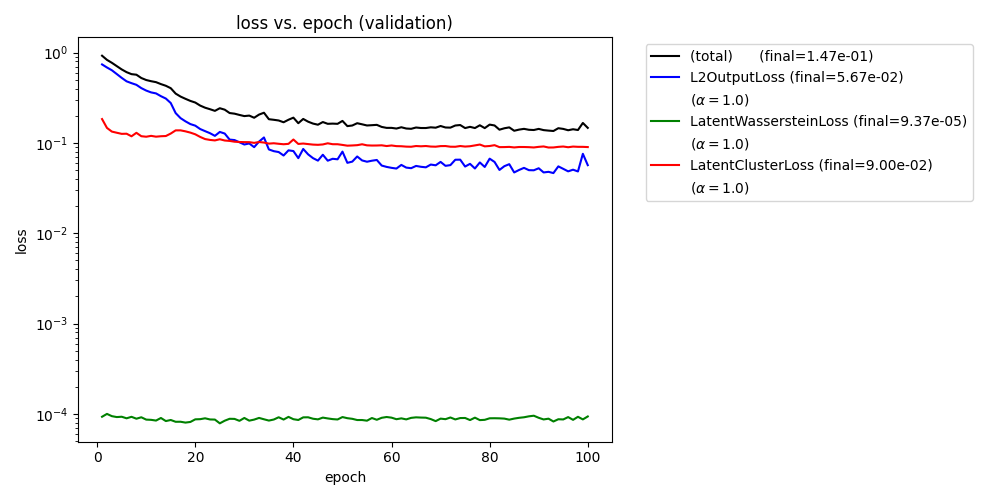 loss vs. epoch (validation)
loss
10⁰
10⁻¹
10⁻²
10⁻³
10⁻⁴
0 20 40 60 80 100
epoch
(total) (final=1.47e-01)
L2OutputLoss (final=5.67e-02)
(α = 1.0)
LatentWassersteinLoss (final=9.37e-05)
(α = 1.0)
LatentClusterLoss (final=9.00e-02)
(α = 1.0)